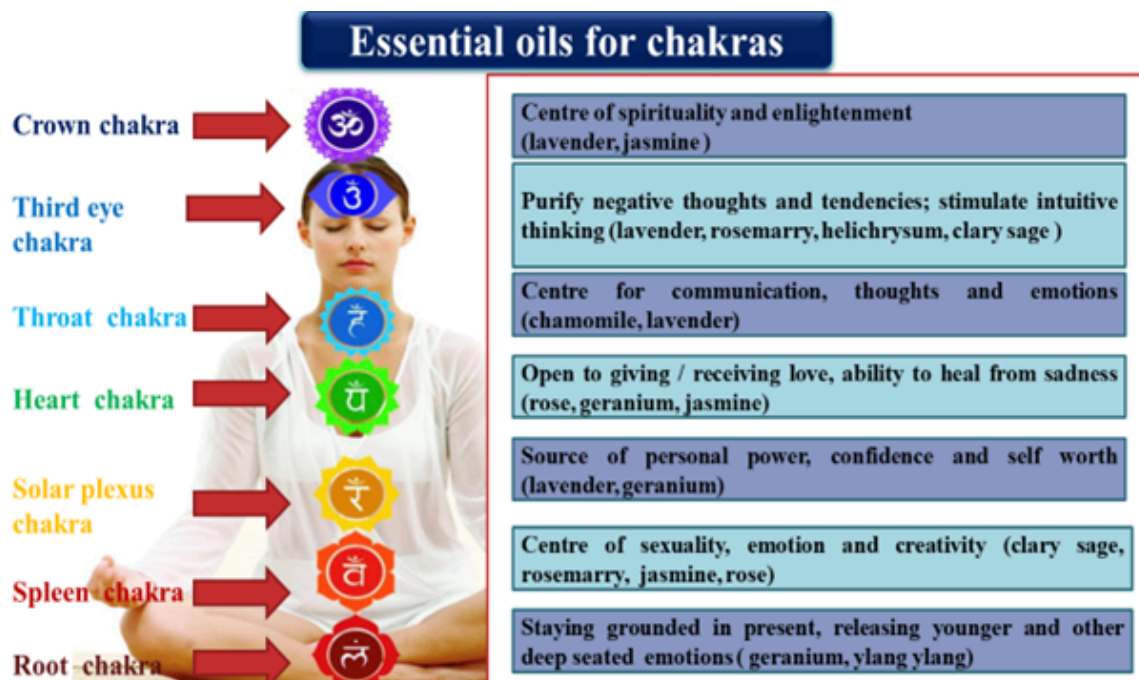 Essential oils for chakras
Crown chakra
Centre of spirituality and enlightenment
(lavender, jasmine )
Third eye
chakra
Purify negative thoughts and tendencies; stimulate intuitive
thinking (lavender, rosemarry, helichrysum, clary sage )
Throat chakra
Centre for communication, thoughts and emotions
(chamomile, lavender)
Heart chakra
Open to giving / receiving love, ability to heal from sadness
(rose, geranium, jasmine)
Solar plexus
chakra
Source of personal power, confidence and self worth
(lavender, geranium)
Spleen chakra
Centre of sexuality, emotion and creativity (clary sage,
rosemarry, jasmine, rose)
Root chakra
Staying grounded in present, releasing younger and other
deep seated emotions ( geranium, ylang ylang)
ॐ
हं
रं
वं
लं